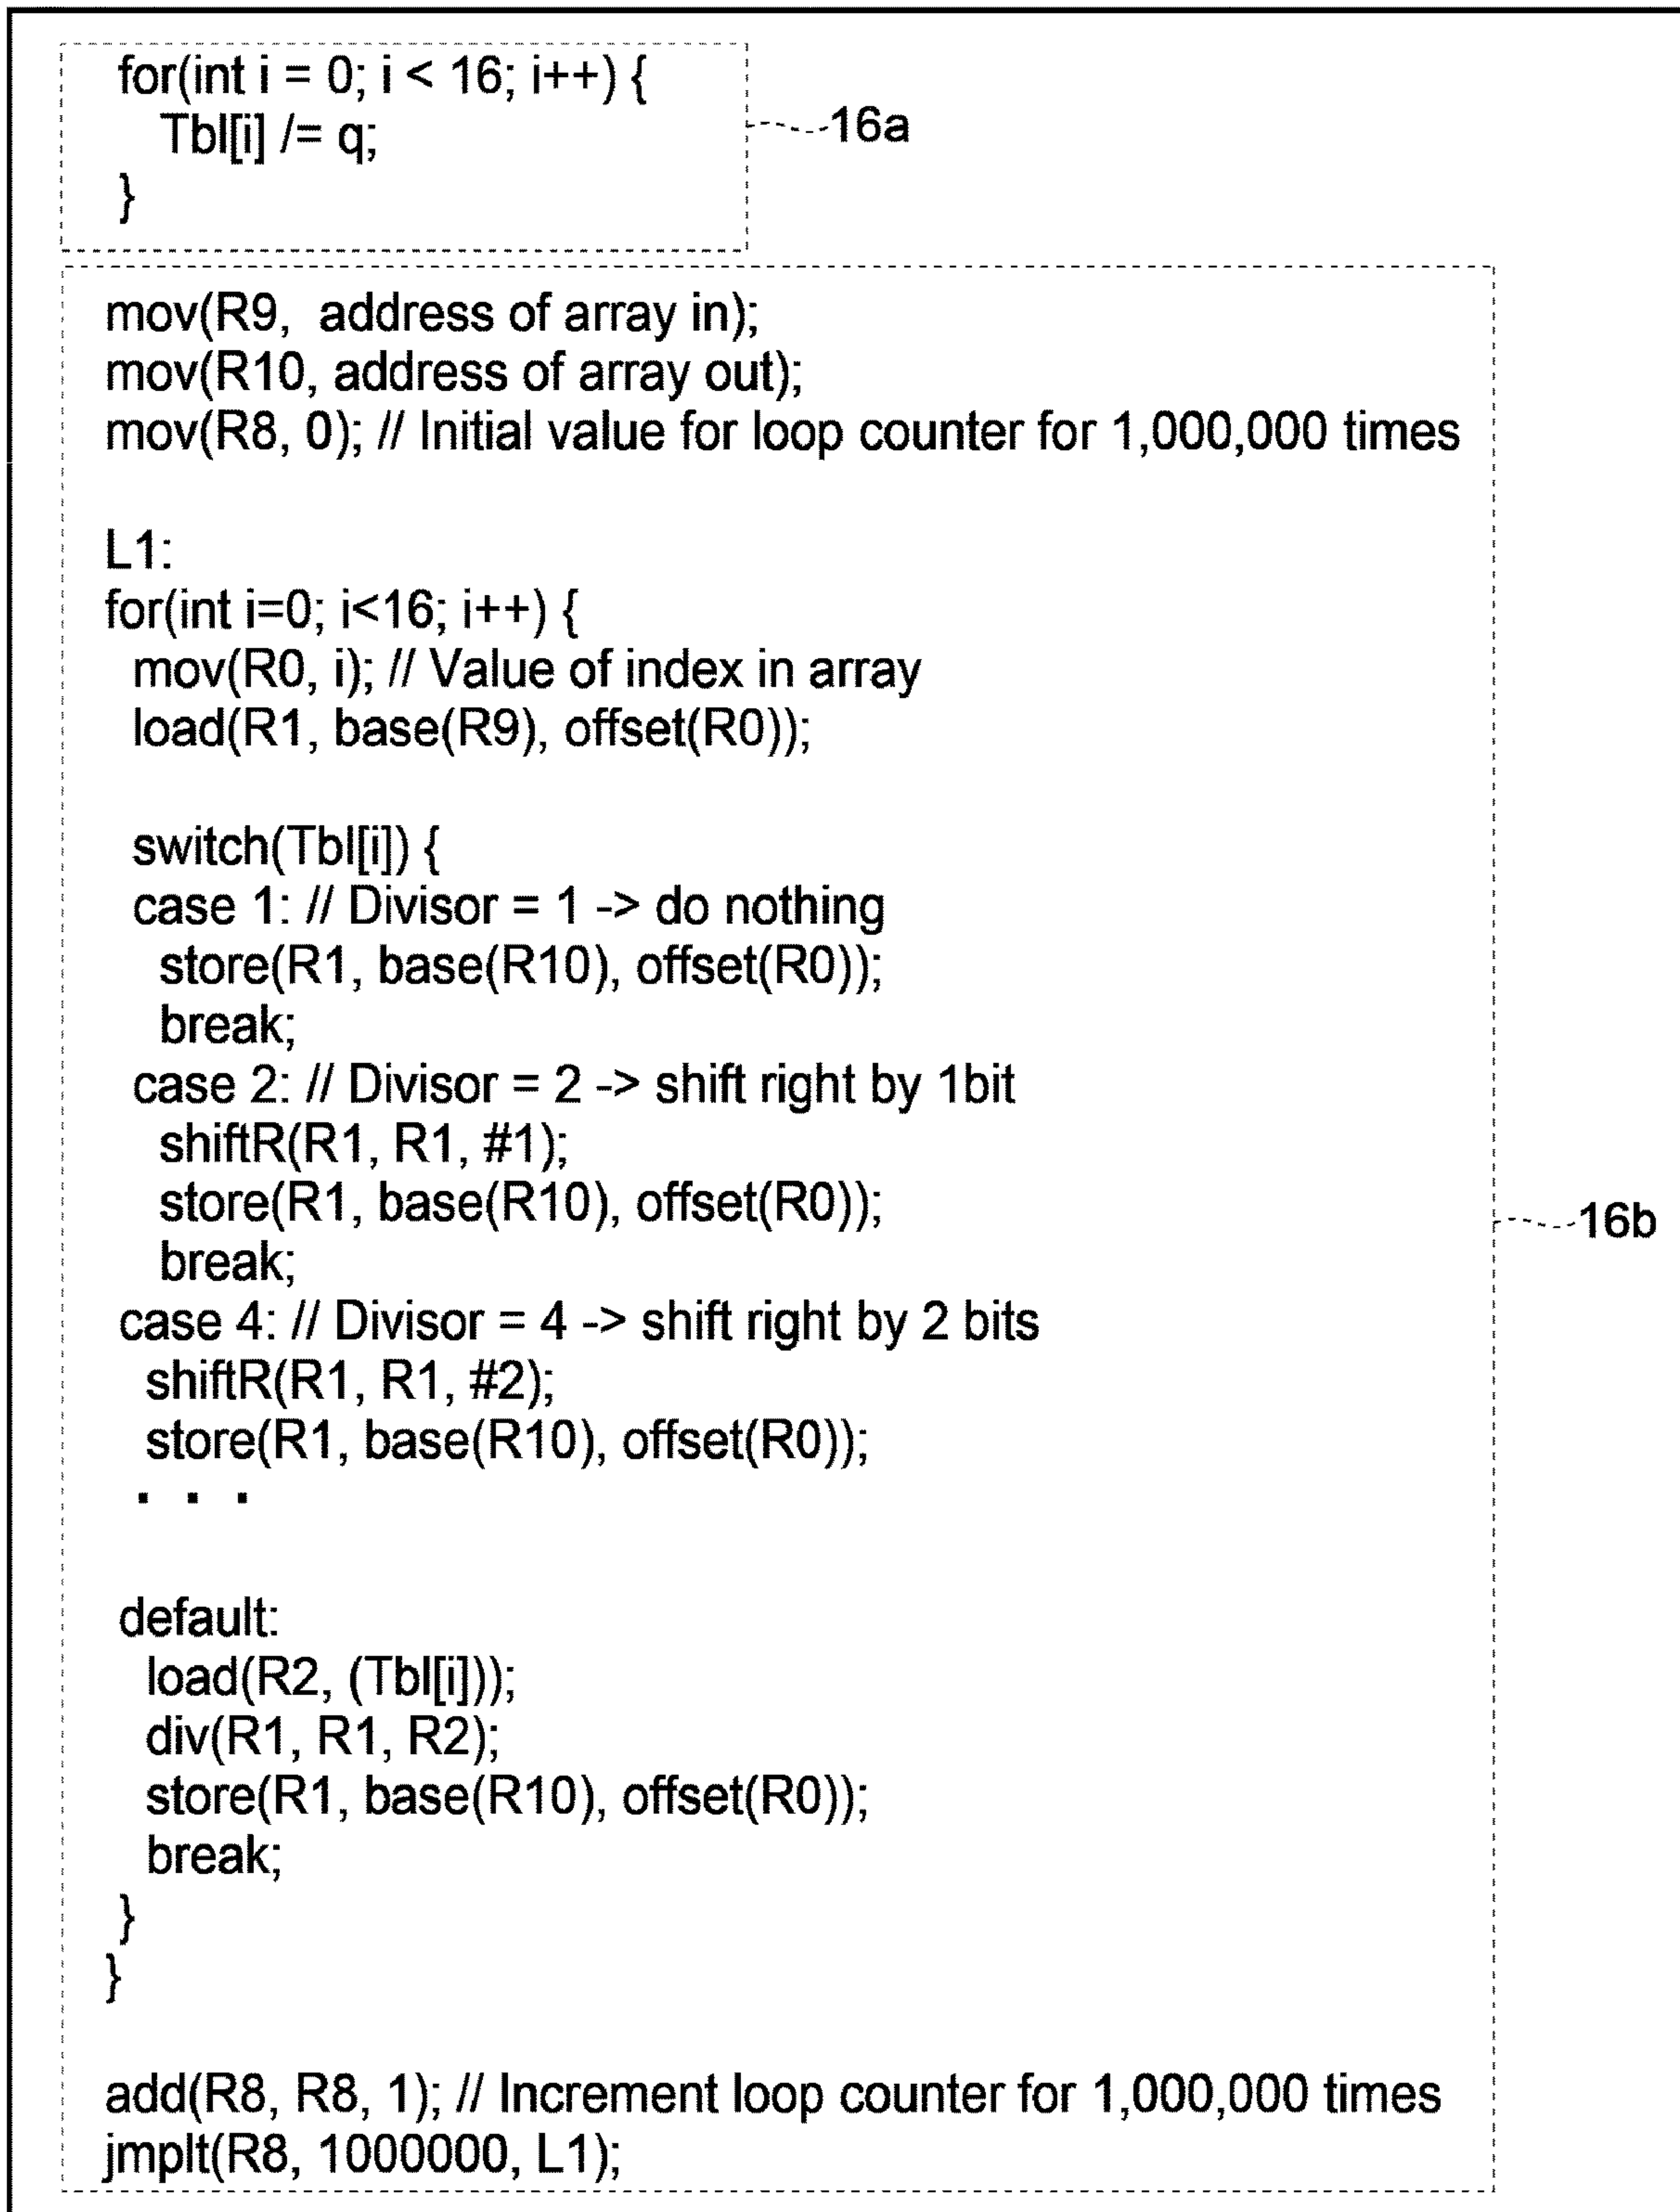 for(int i = 0; i < 16; i++) {
Tbl[i] /= q;
}
16a
mov(R9, address of array in);
mov(R10, address of array out);
mov(R8, 0); // Initial value for loop counter for 1,000,000 times
L1:
for(int i=0; i<16; i++) {
mov(R0, i); // Value of index in array
load(R1, base(R9), offset(R0));
switch(Tbl[i]) {
case 1: // Divisor = 1 -> do nothing
store(R1, base(R10), offset(R0));
break;
case 2: // Divisor = 2 -> shift right by 1bit
shiftR(R1, R1, #1);
store(R1, base(R10), offset(R0));
break;
case 4: // Divisor = 4 -> shift right by 2 bits
shiftR(R1, R1, #2);
store(R1, base(R10), offset(R0));
. . .
default:
load(R2, (Tbl[i]));
div(R1, R1, R2);
store(R1, base(R10), offset(R0));
break;
}
}
add(R8, R8, 1); // Increment loop counter for 1,000,000 times
jmplt(R8, 1000000, L1);
16b